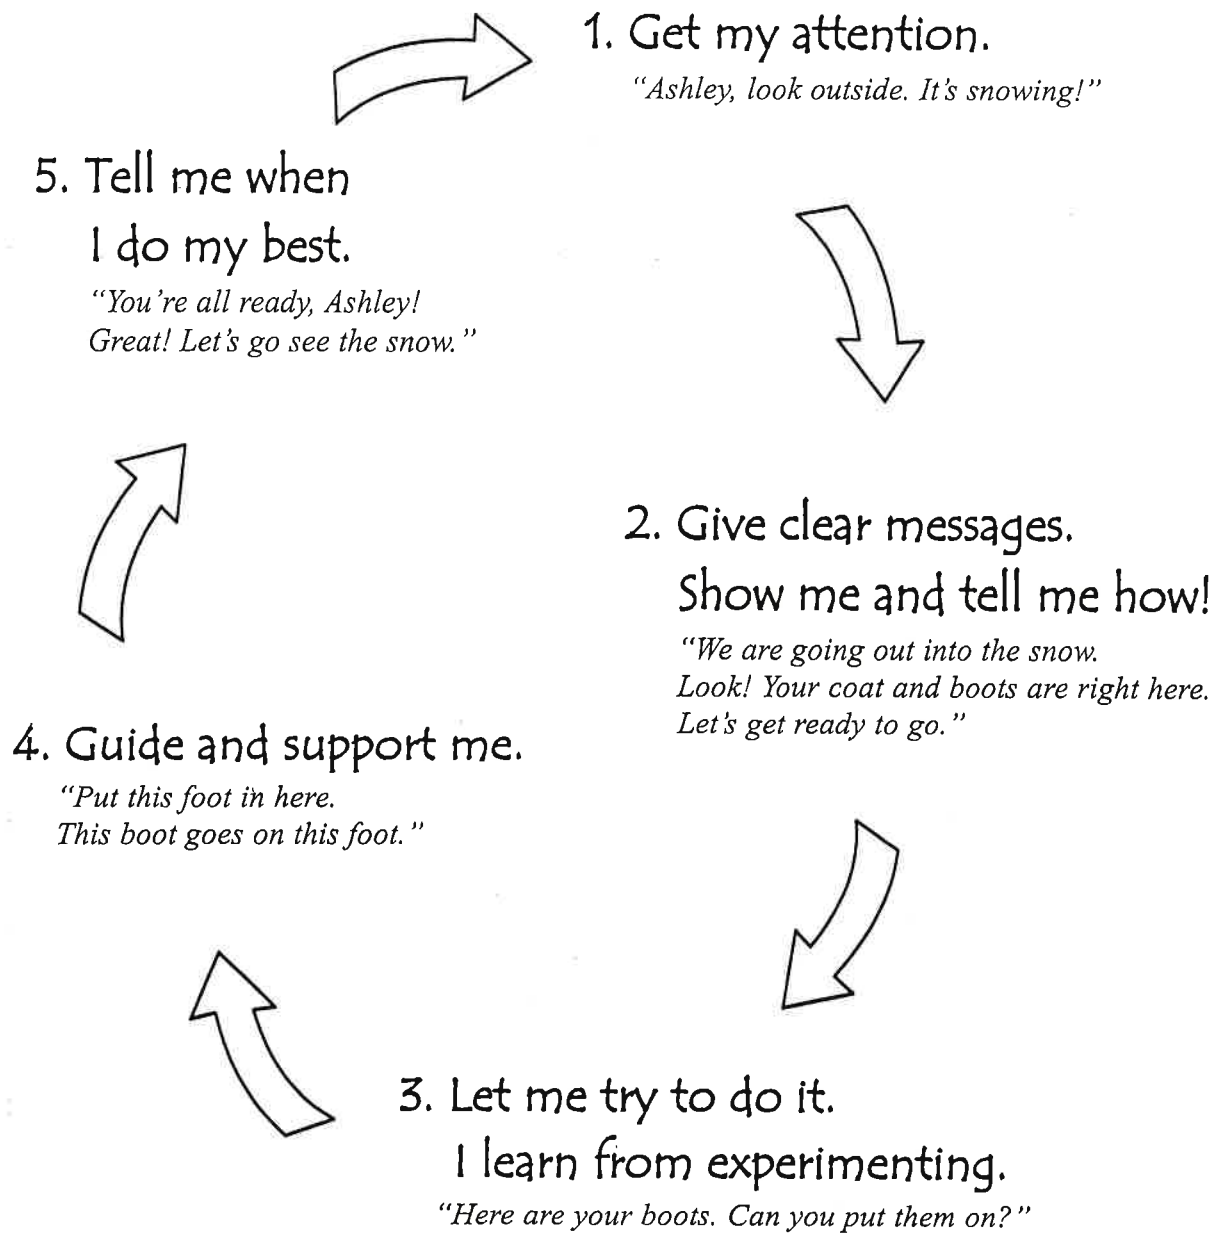 1. Get my attention.
"Ashley, look outside. It's snowing!"
2. Give clear messages.
Show me and tell me how!
"We are going out into the snow.
Look! Your coat and boots are right here.
Let's get ready to go."
3. Let me try to do it.
I learn from experimenting.
"Here are your boots. Can you put them on?"
4. Guide and support me.
"Put this foot in here.
This boot goes on this foot."
5. Tell me when
I do my best.
"You're all ready, Ashley!
Great! Let's go see the snow."